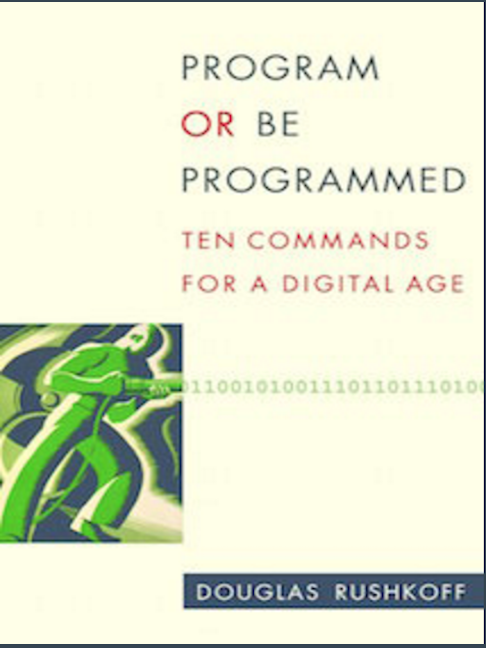 PROGRAM
OR BE
PROGRAMMED
TEN COMMANDS
FOR A DIGITAL AGE
01100101001110110111010
DOUGLAS RUSHKOFF